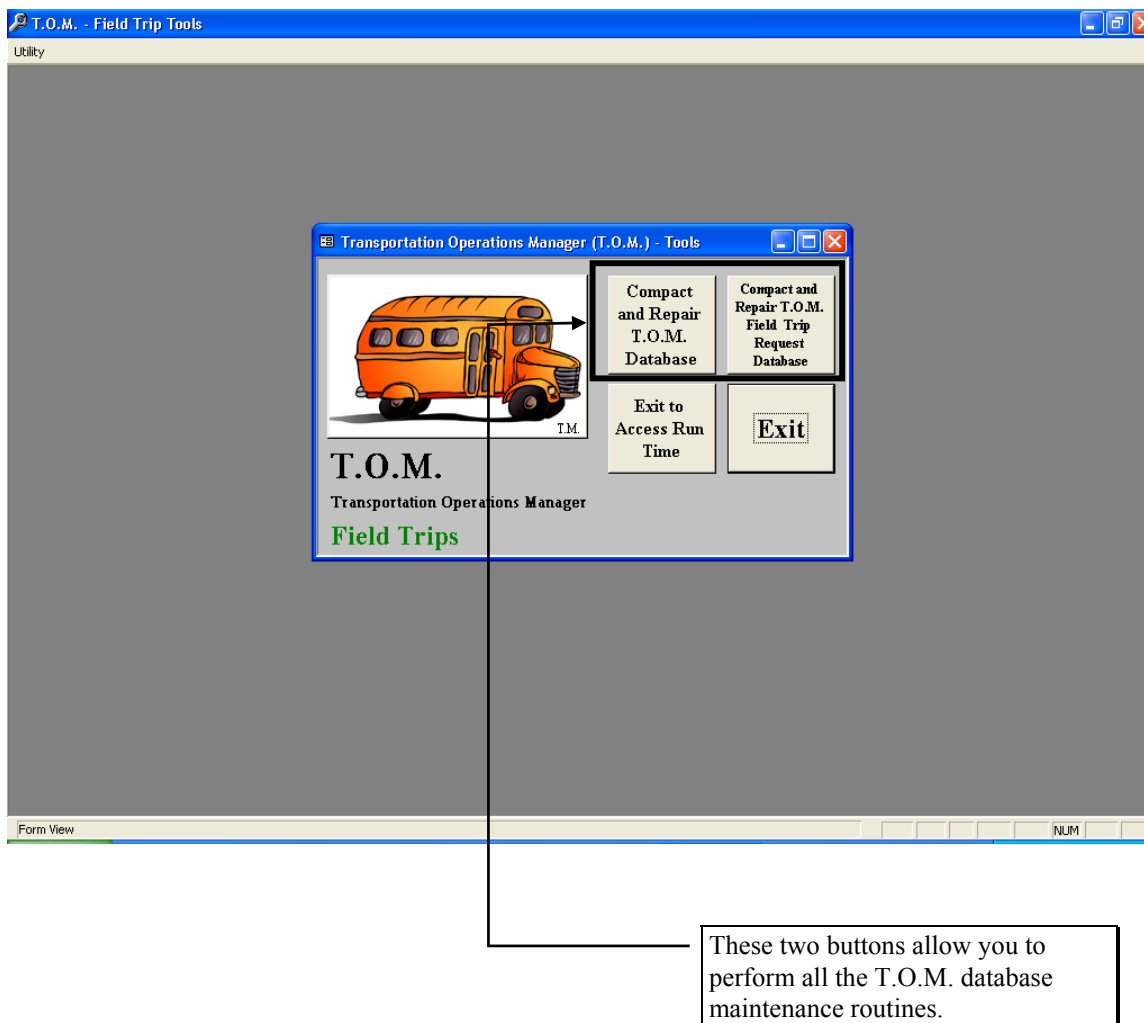 T.O.M. - Field Trip Tools
Utility
Transportation Operations Manager (T.O.M.) - Tools
Compact
and Repair
T.O.M.
Database
Compact and
Repair T.O.M.
Field Trip
Request
Database
T.M.
Exit to
Access Run
Time
Exit
T.O.M.
Transportation Operations Manager
Field Trips
Form View
NUM
These two buttons allow you to
perform all the T.O.M. database
maintenance routines.